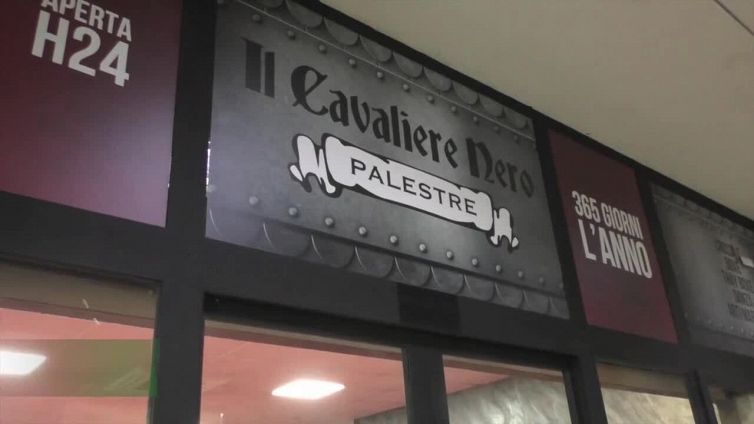 APERTA
H24
Il Cavaliere Nero
PALESTRE
365 GIORNI
L'ANNO